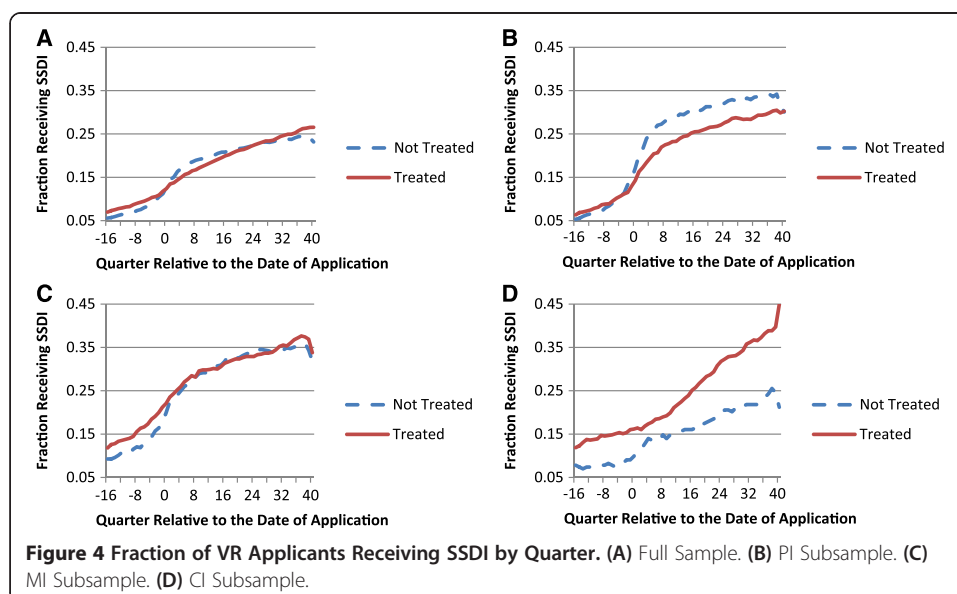 A
0.45
0.35
0.25
0.15
0.05
Fraction Receiving SSDI
-16 -8 0 8 16 24 32 40
Quarter Relative to the Date of Application
Not Treated
Treated
B
0.45
0.35
0.25
0.15
0.05
Fraction Receiving SSDI
-16 -8 0 8 16 24 32 40
Quarter Relative to the Date of Application
Not Treated
Treated
C
0.45
0.35
0.25
0.15
0.05
Fraction Receiving SSDI
-16 -8 0 8 16 24 32 40
Quarter Relative to the Date of Application
Not Treated
Treated
D
0.45
0.35
0.25
0.15
0.05
Fraction Receiving SSDI
-16 -8 0 8 16 24 32 40
Quarter Relative to the Date of Application
Not Treated
Treated
Figure 4 Fraction of VR Applicants Receiving SSDI by Quarter. (A) Full Sample. (B) PI Subsample. (C)
MI Subsample. (D) CI Subsample.